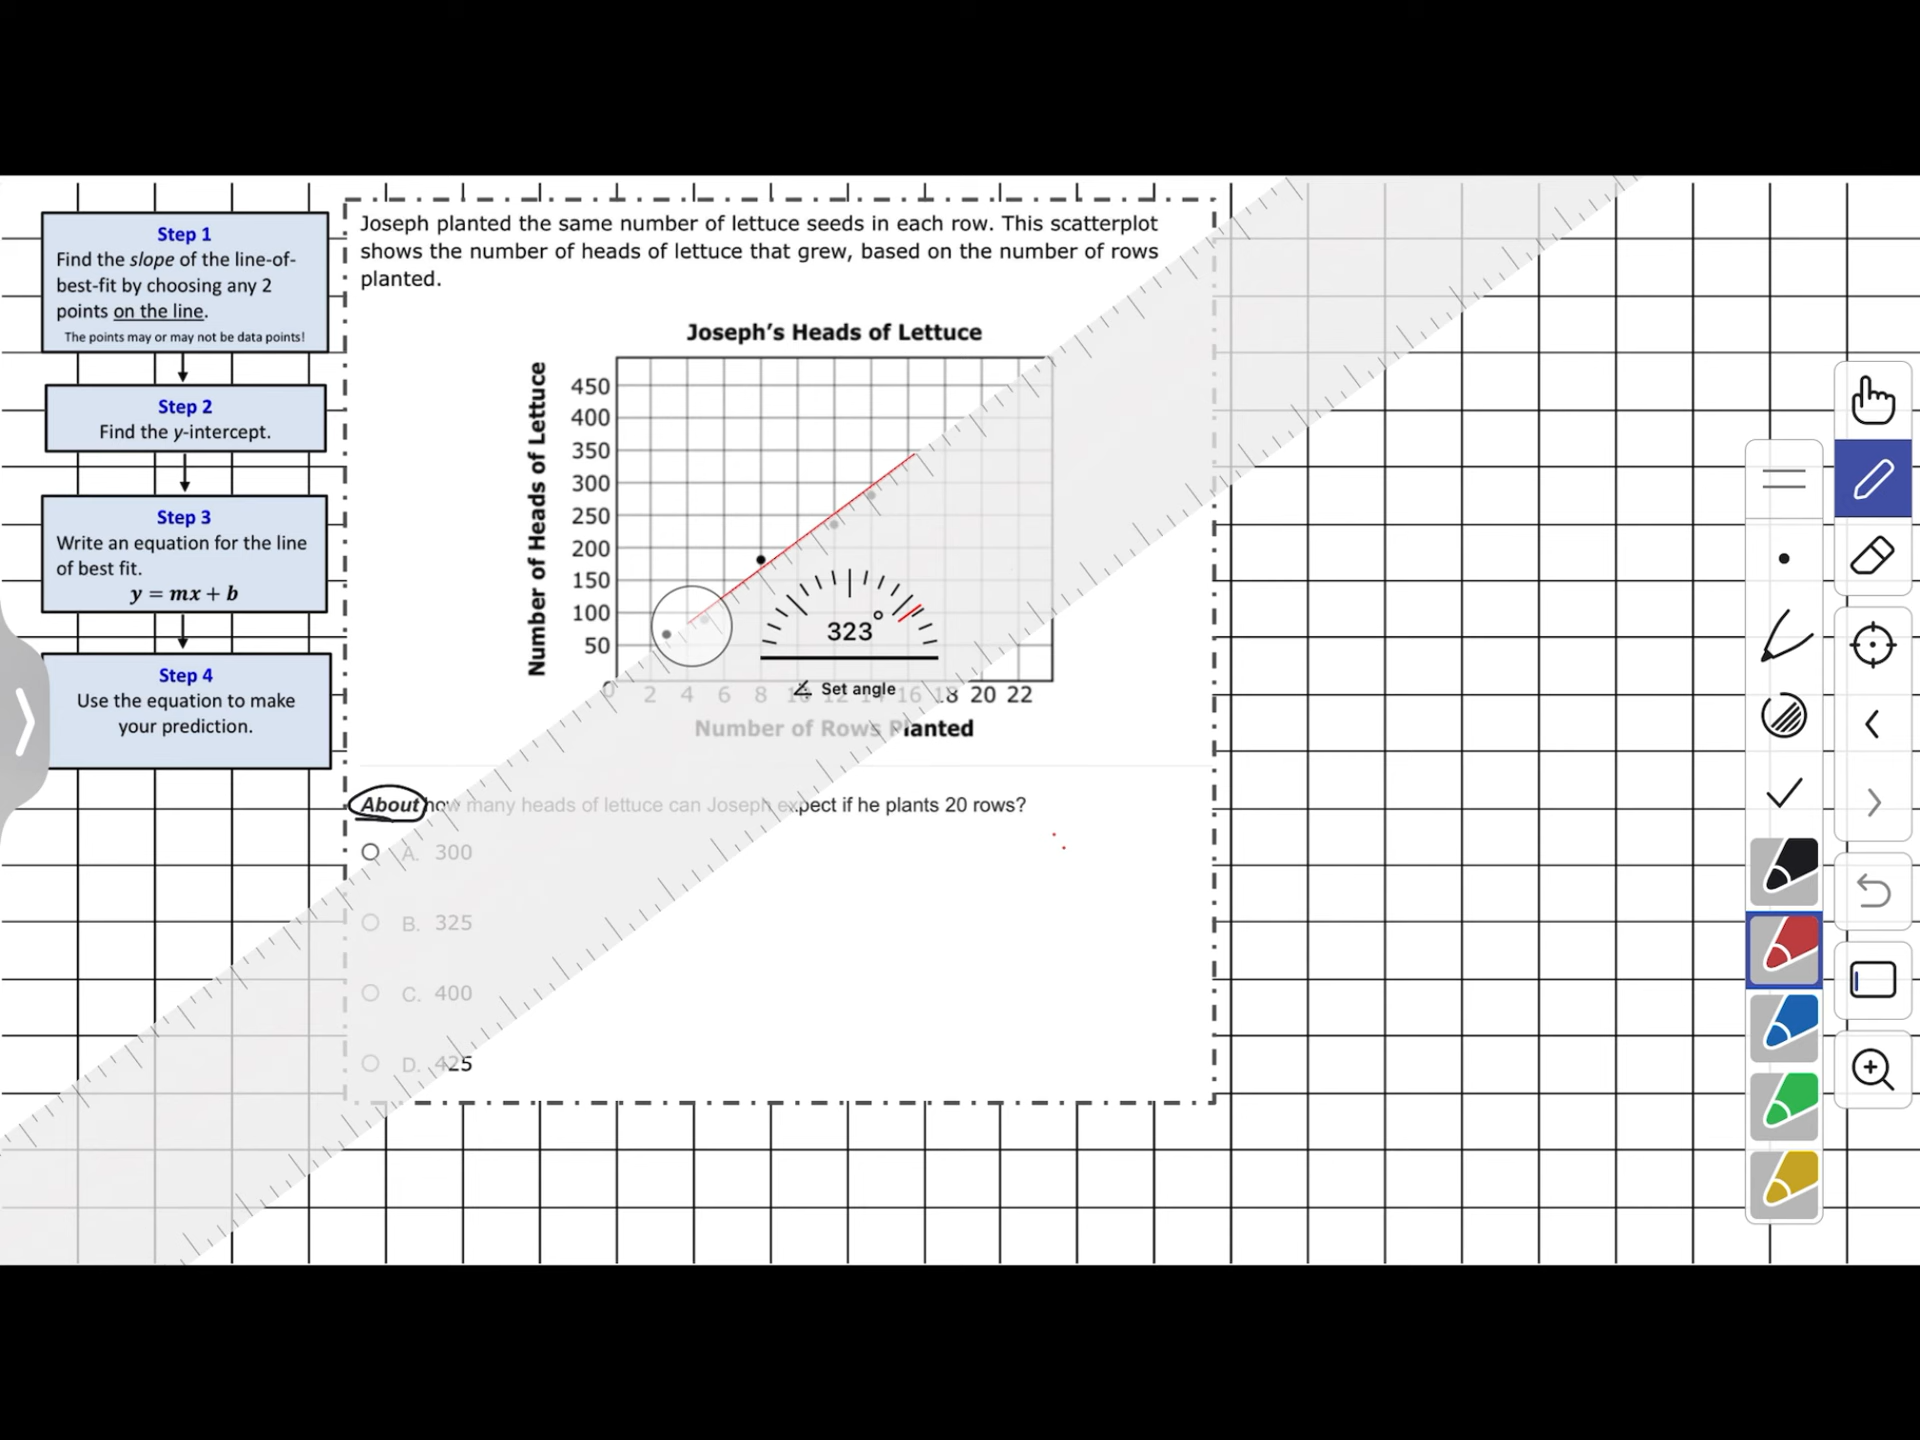 Step 1
Find the slope of the line-of-
best-fit by choosing any 2
points on the line.
The points may or may not be data points!
Step 2
Find the y-intercept.
Step 3
Write an equation for the line
of best fit.
y = mx + b
Step 4
Use the equation to make
your prediction.
Joseph planted the same number of lettuce seeds in each row. This scatterplot
shows the number of heads of lettuce that grew, based on the number of rows
planted.
Joseph's Heads of Lettuce
Number of Heads of Lettuce
450
400
350
300
250
200
150
100
50
0 2 4 6 8 10 12 14 16 18 20 22
323°
Set angle
Number of Rows Planted
About how many heads of lettuce can Joseph expect if he plants 20 rows?
A. 300
B. 325
C. 400
D. 425